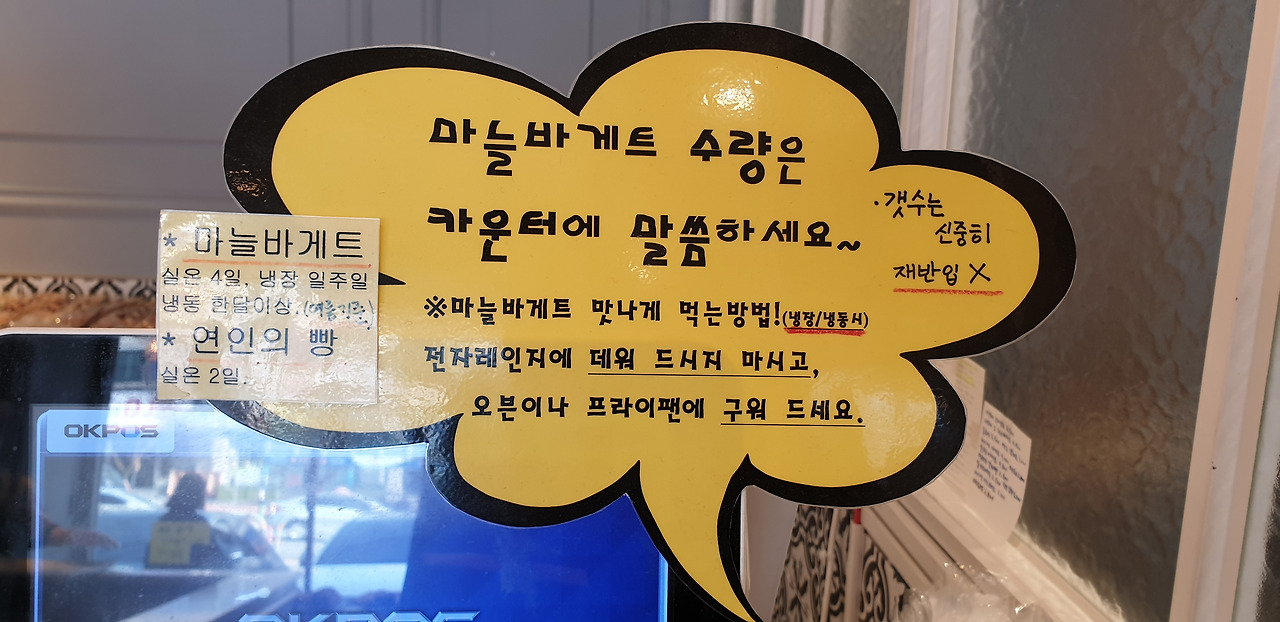 마늘바게트 수량은
카운터에 말씀하세요~
※마늘바게트 맛나게 먹는방법!(냉장/냉동시)
전자레인지에 데워 드시지 마시고,
오븐이나 프라이팬에 구워 드세요.
·갯수는
신중히
재반입 X
* 마늘바게트
실온 4일, 냉장 일주일
냉동 한달이상.
* 연인의 빵
실온 2일.
OKPOS
OKPOS